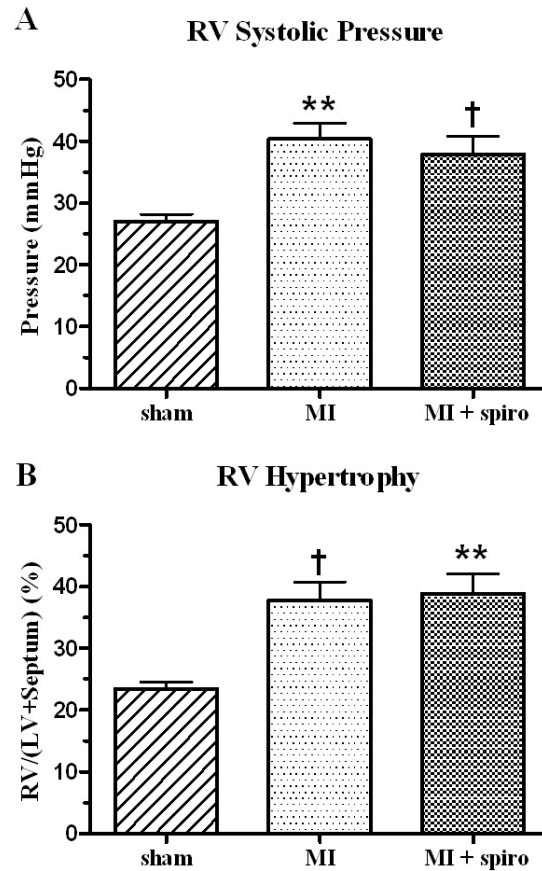 A
RV Systolic Pressure
Pressure (mmHg)
50
40
30
20
10
0
**
†
sham
MI
MI + spiro
B
RV Hypertrophy
RV/(LV+Septum) (%)
50
40
30
20
10
0
†
**
sham
MI
MI + spiro